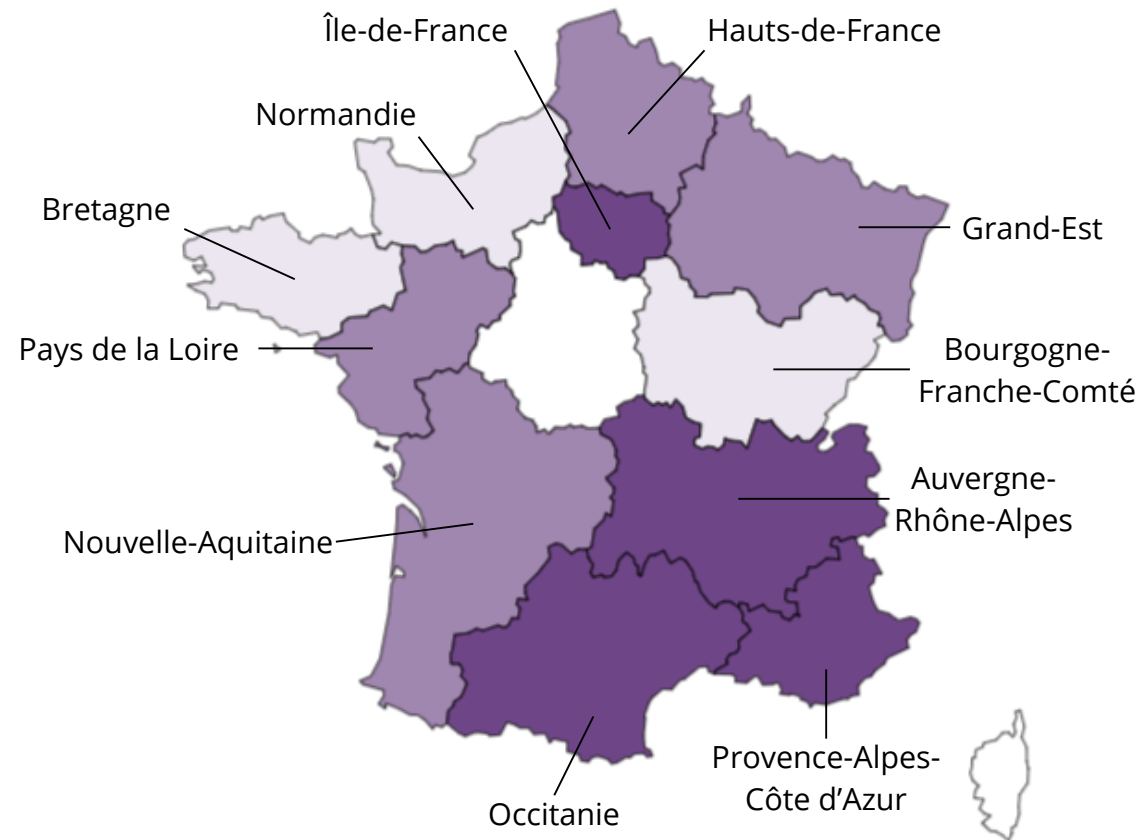 Île-de-France
Hauts-de-France
Normandie
Bretagne
Grand-Est
Pays de la Loire
Bourgogne-
Franche-Comté
Auvergne-
Rhône-Alpes
Nouvelle-Aquitaine
Provence-Alpes-
Côte d’Azur
Occitanie